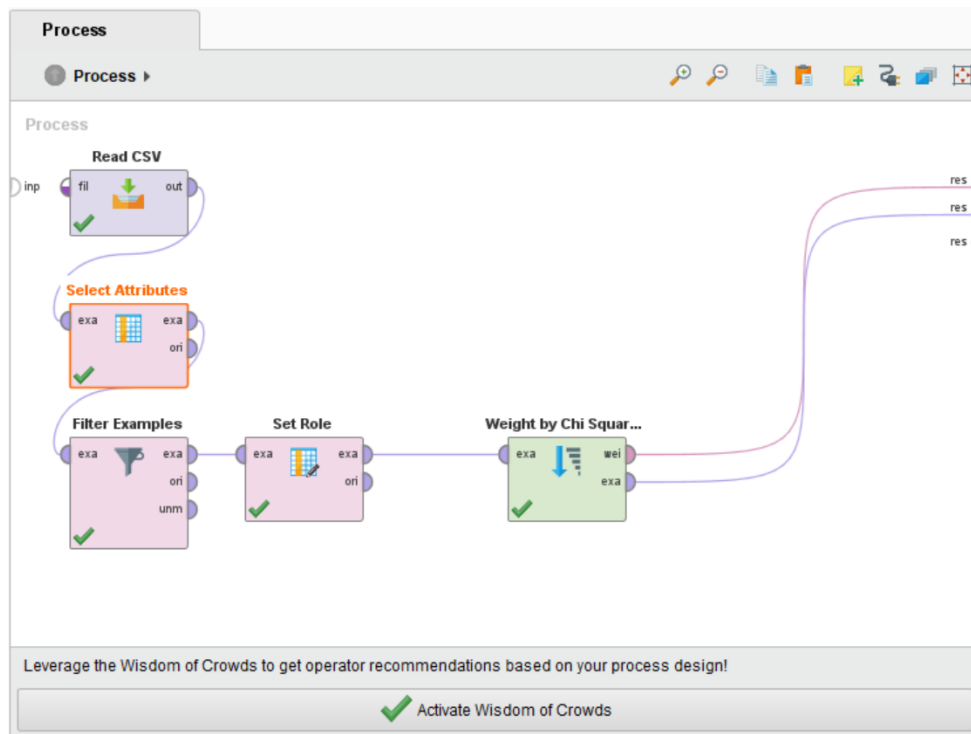 Process
Process
Process
Read CSV
inp
fil
out
res
res
res
Select Attributes
exa
exa
ori
Filter Examples
Set Role
Weight by Chi Squar...
exa
exa
exa
exa
exa
wei
ori
ori
exa
unm
Leverage the Wisdom of Crowds to get operator recommendations based on your process design!
Activate Wisdom of Crowds